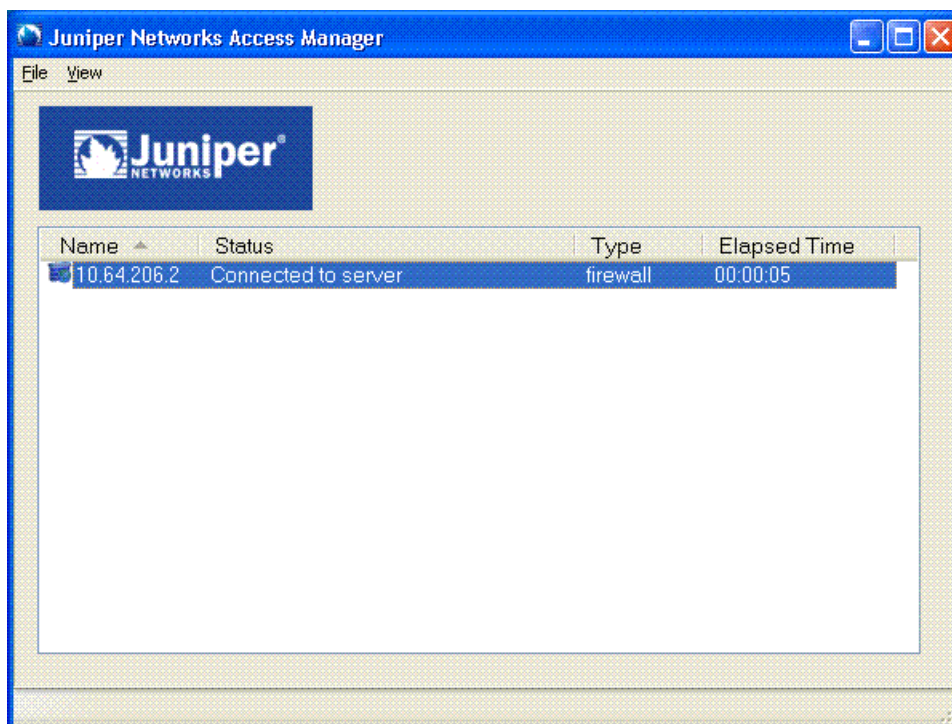 Juniper Networks Access Manager
File View
Juniper®
NETWORKS
Name Status Type Elapsed Time
10.64.206.2 Connected to server firewall 00:00:05